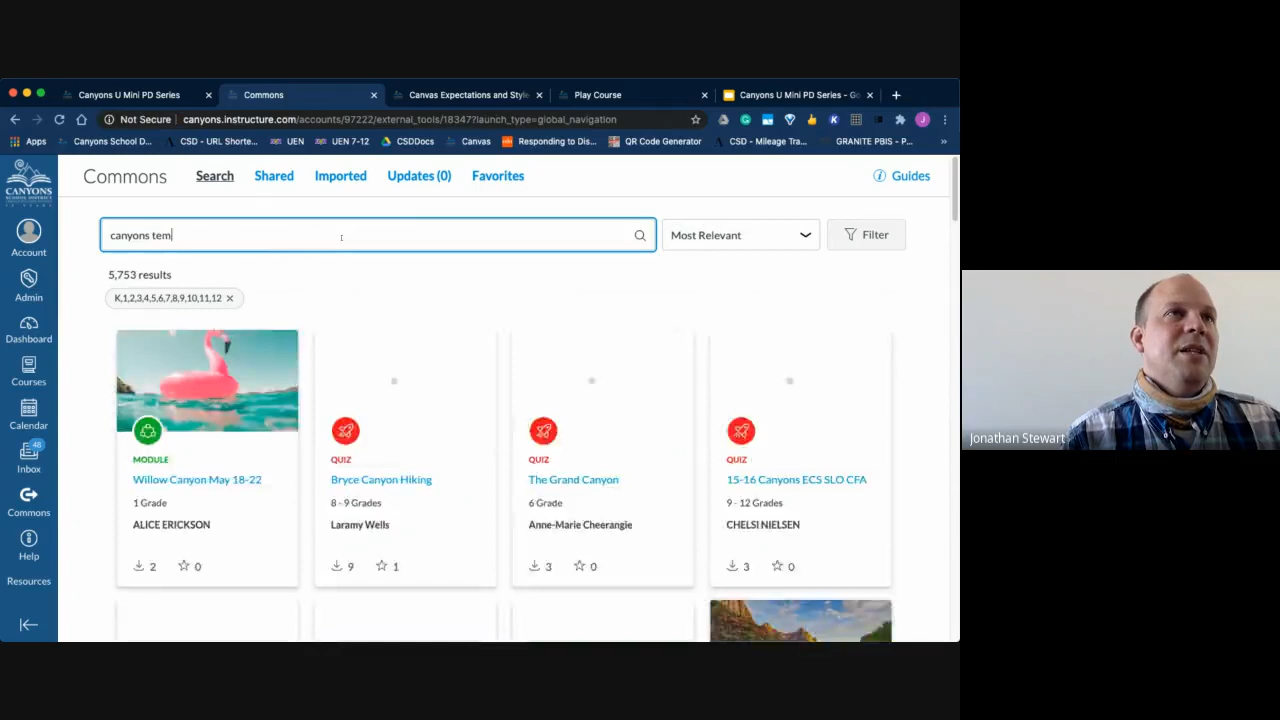 Canyons U Mini PD Series
Commons
Canvas Expectations and Style
Play Course
Canyons U Mini PD Series - Go
Not Secure
canyons.instructure.com/accounts/97222/external_tools/18347?launch_type=global_navigation
Apps
Canyons School D...
CSD - URL Shorte...
UEN
UEN 7-12
CSDDocs
Canvas
Responding to Dis...
QR Code Generator
CSD - Mileage Tra...
GRANITE PBIS - P...
»
CANYONS
Commons
Search
Shared
Imported
Updates (0)
Favorites
Guides
Account
Admin
Dashboard
Courses
Calendar
48
Inbox
Commons
Help
Resources
canyons tem
Most Relevant
Filter
5,753 results
K,1,2,3,4,5,6,7,8,9,10,11,12
MODULE
Willow Canyon May 18-22
1 Grade
ALICE ERICKSON
2
0
QUIZ
Bryce Canyon Hiking
8 - 9 Grades
Laramy Wells
9
1
QUIZ
The Grand Canyon
6 Grade
Anne-Marie Cheerangie
3
0
QUIZ
15-16 Canyons ECS SLO CFA
9 - 12 Grades
CHELSI NIELSEN
3
0
Jonathan Stewart